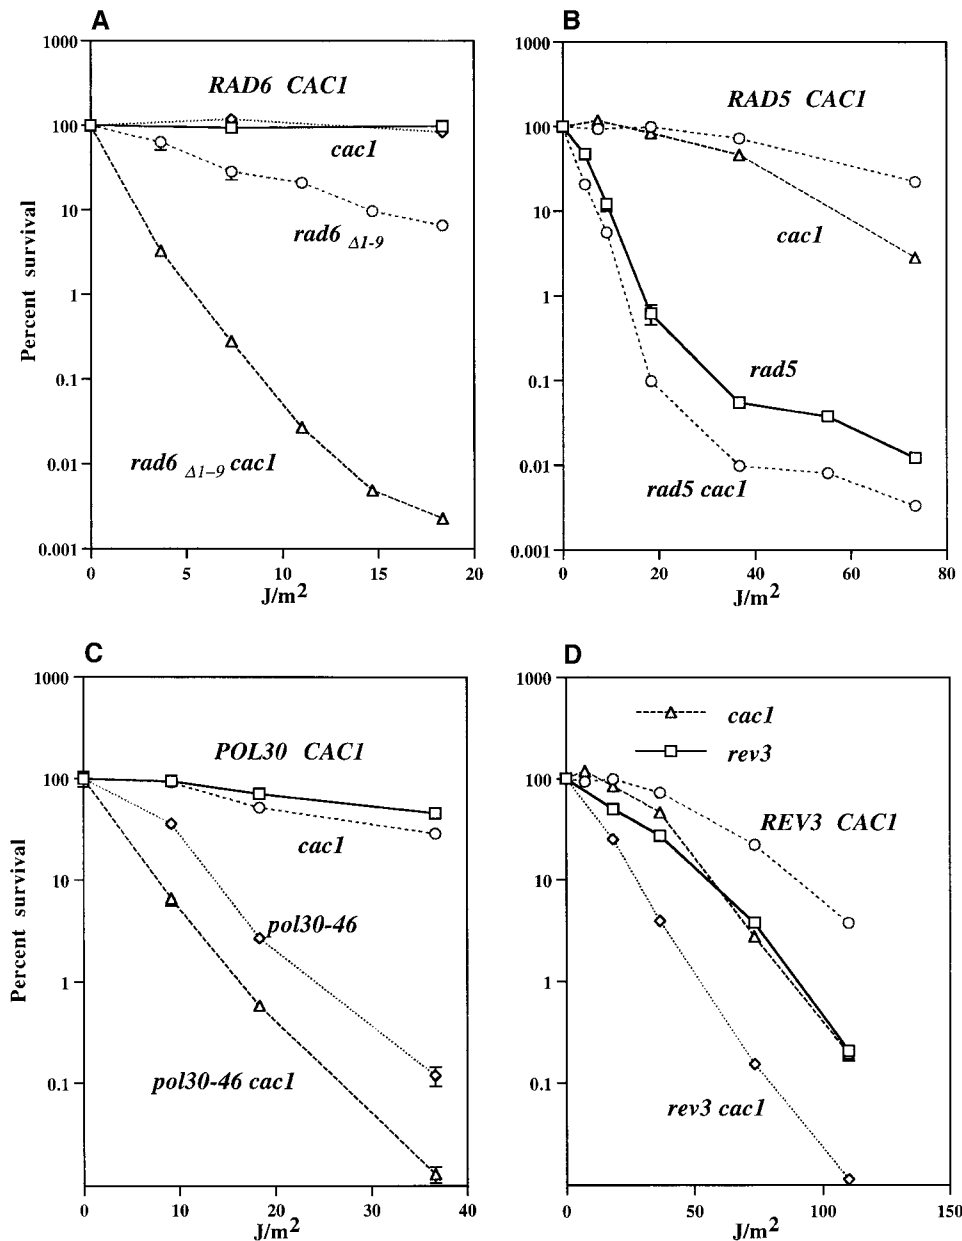 A
1000
RAD6 CAC1
100
cac1
10
rad6 Δ1-9
1
0.1
rad6 Δ1-9 cac1
0.01
0.001
0 5 10 15 20
J/m2
Percent survival
B
1000
RAD5 CAC1
100
cac1
10
1
rad5
0.1
rad5 cac1
0.01
0.001
0 20 40 60 80
J/m2
C
1000
POL30 CAC1
100
cac1
10
pol30-46
1
pol30-46 cac1
0.1
0 10 20 30 40
J/m2
Percent survival
D
1000
cac1
rev3
100
REV3 CAC1
10
1
rev3 cac1
0.1
0 50 100 150
J/m2